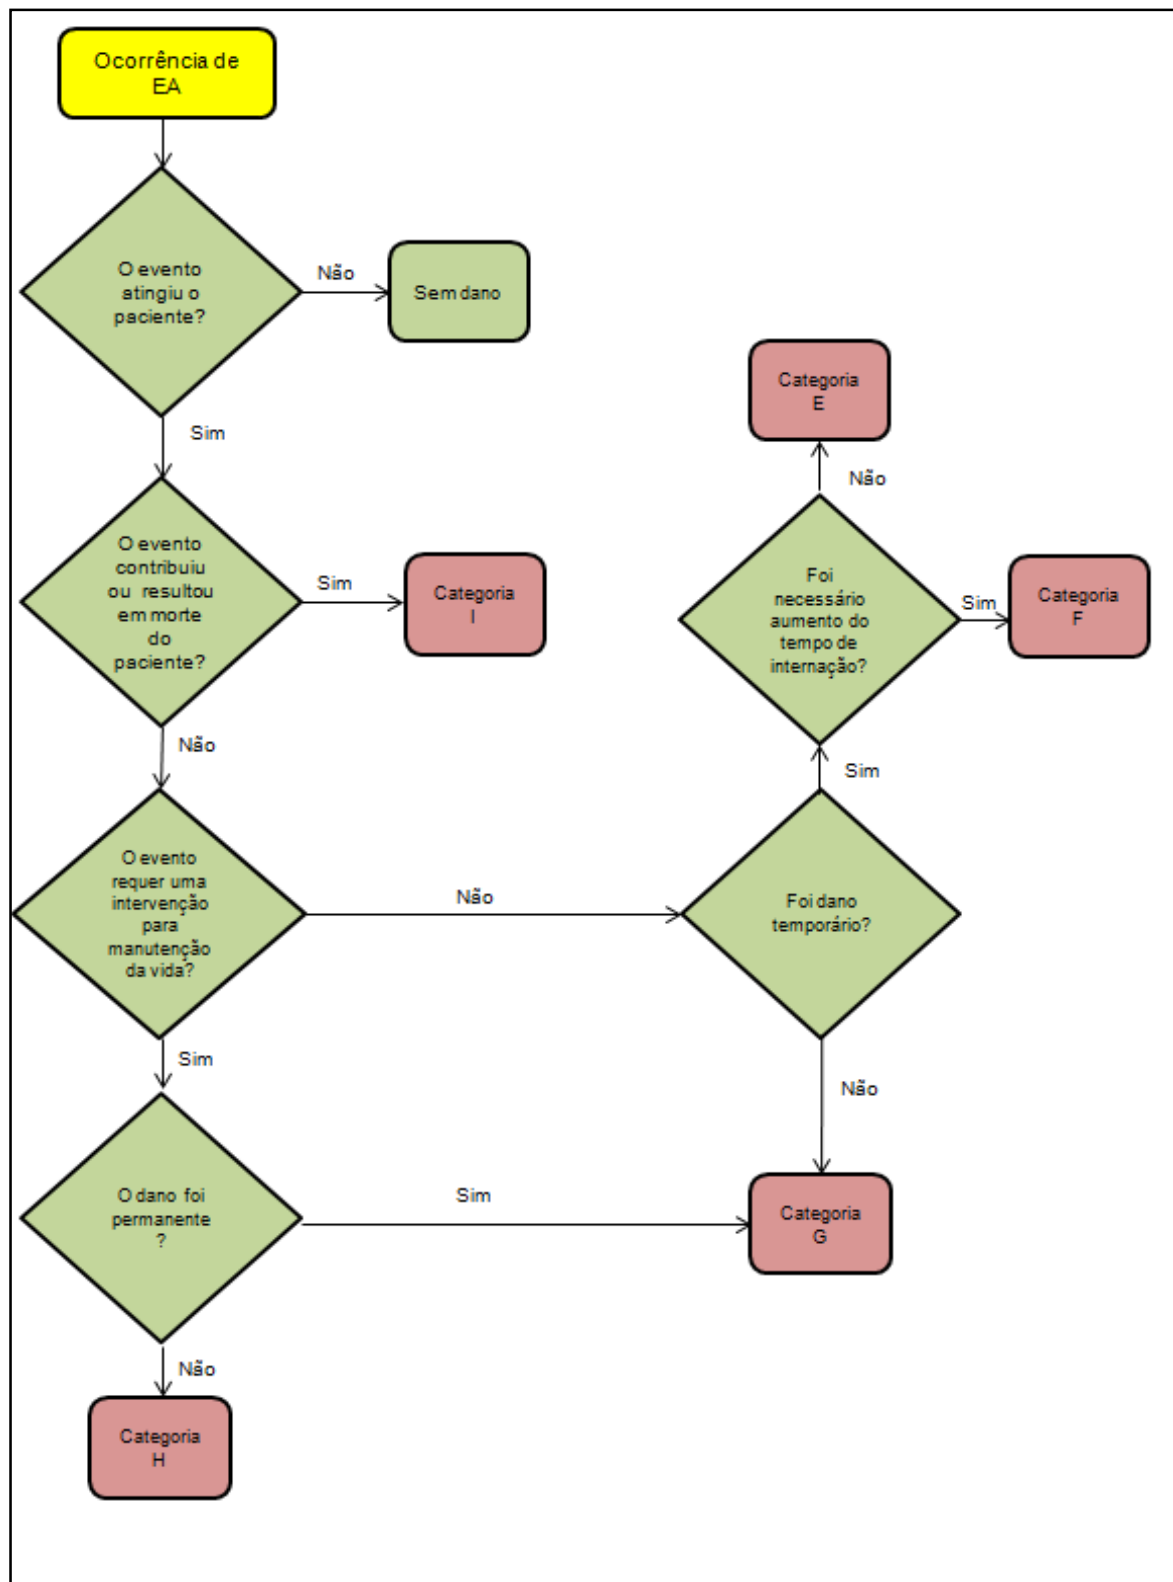 Ocorrência de
EA
O evento
atingiu o
paciente?
Não
Sem dano
Sim
O evento
contribuiu
ou resultou
em morte
do
paciente?
Sim
Categoria
I
Não
O evento
requer uma
intervenção
para
manutenção
da vida?
Não
Foi dano
temporário?
Sim
Foi
necessário
aumento do
tempo de
internação?
Não
Categoria
E
Sim
Categoria
F
Não
Sim
O dano foi
permanente
?
Sim
Categoria
G
Não
Categoria
H